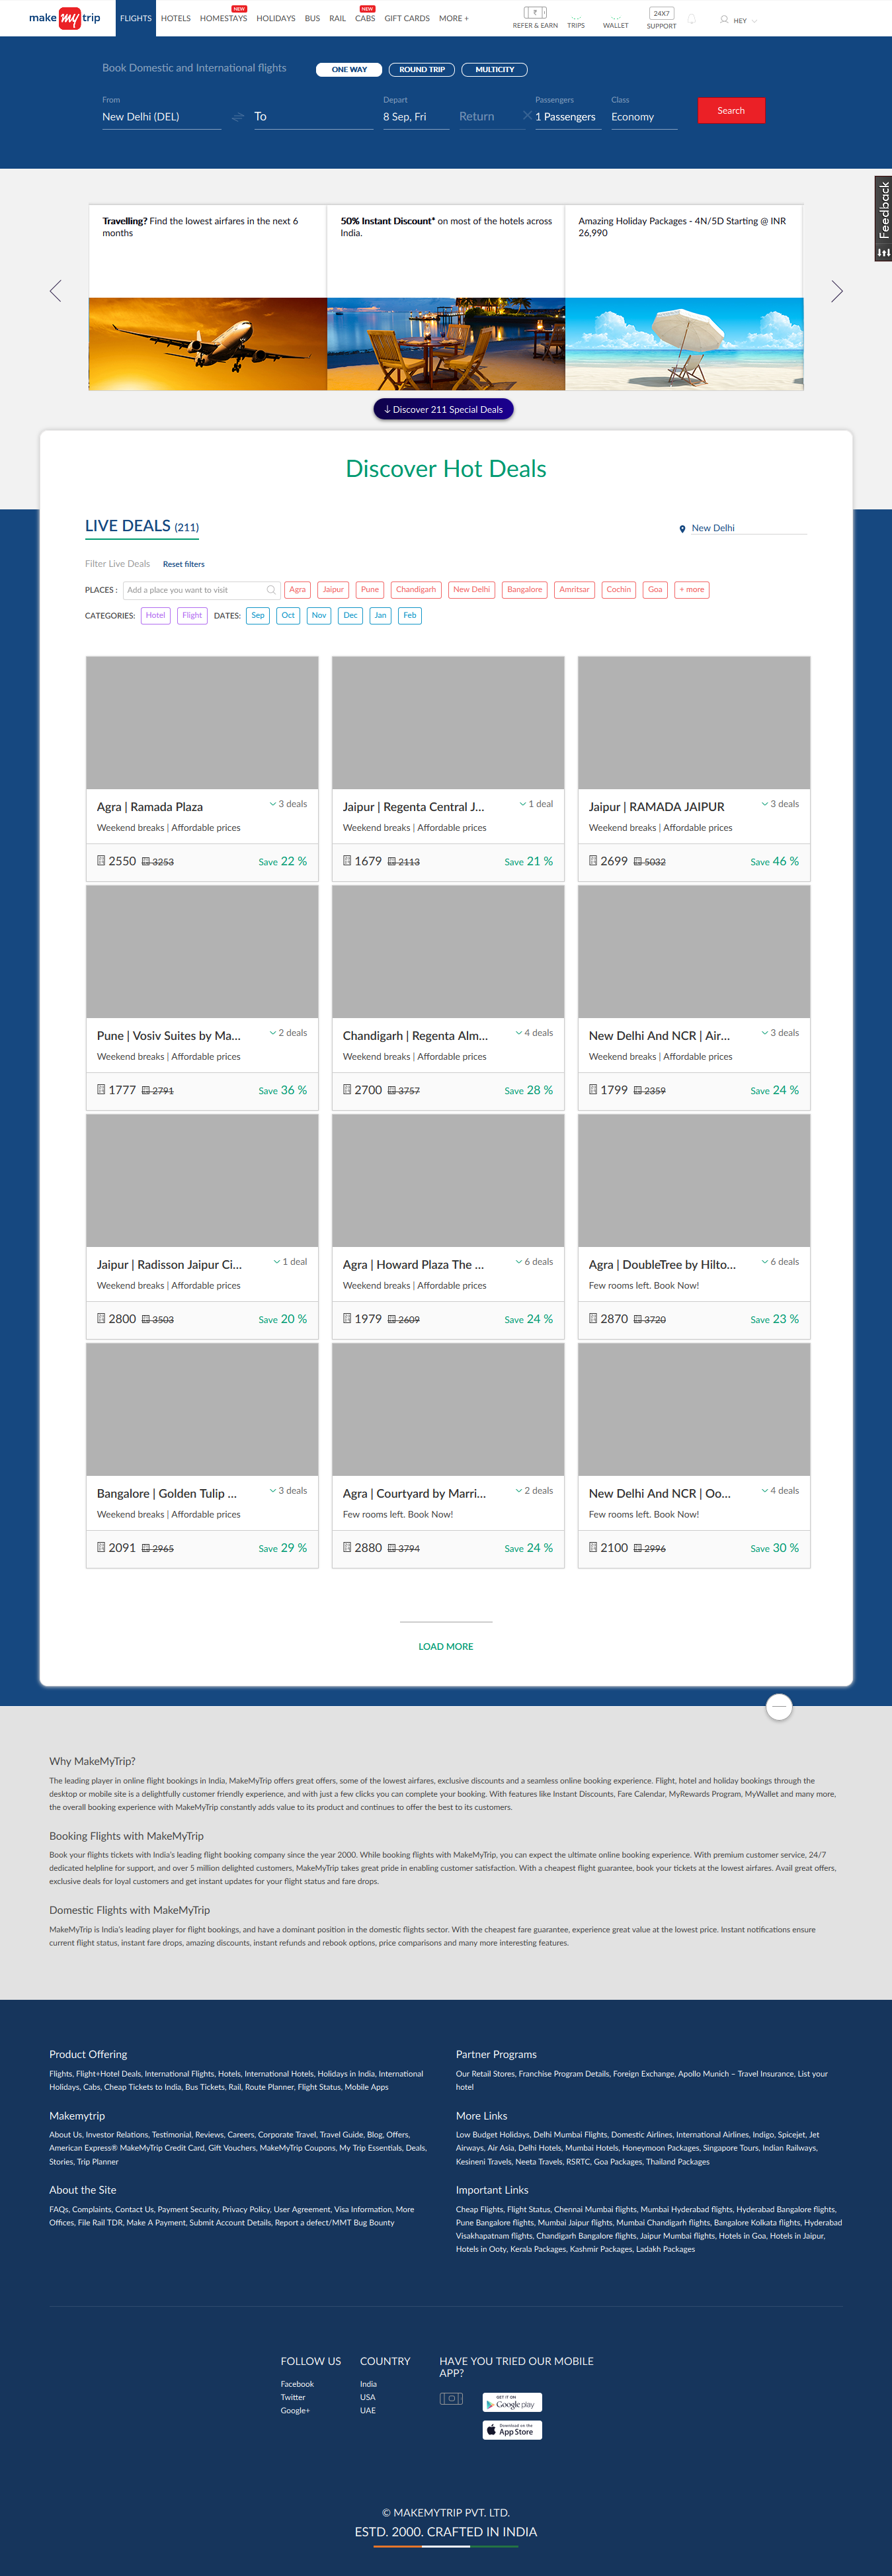 make my trip
FLIGHTS HOTELS HOMESTAYS NEW HOLIDAYS BUS RAIL CABS NEW GIFT CARDS MORE +
₹ REFER & EARN TRIPS WALLET 24X7 SUPPORT HEY
Book Domestic and International flights ONE WAY ROUND TRIP MULTICITY
From Depart Passengers Class
New Delhi (DEL) To 8 Sep, Fri Return 1 Passengers Economy Search
Feedback
Travelling? Find the lowest airfares in the next 6
months
50% Instant Discount* on most of the hotels across
India.
Amazing Holiday Packages - 4N/5D Starting @ INR
26,990
Discover 211 Special Deals
Discover Hot Deals
LIVE DEALS (211) New Delhi
Filter Live Deals Reset filters
PLACES : Add a place you want to visit Agra Jaipur Pune Chandigarh New Delhi Bangalore Amritsar Cochin Goa + more
CATEGORIES: Hotel Flight DATES: Sep Oct Nov Dec Jan Feb
Agra | Ramada Plaza 3 deals
Weekend breaks | Affordable prices
2550 3253 Save 22 %
Jaipur | Regenta Central J... 1 deal
Weekend breaks | Affordable prices
1679 2113 Save 21 %
Jaipur | RAMADA JAIPUR 3 deals
Weekend breaks | Affordable prices
2699 5032 Save 46 %
Pune | Vosiv Suites by Ma... 2 deals
Weekend breaks | Affordable prices
1777 2791 Save 36 %
Chandigarh | Regenta Alm... 4 deals
Weekend breaks | Affordable prices
2700 3757 Save 28 %
New Delhi And NCR | Air... 3 deals
Weekend breaks | Affordable prices
1799 2359 Save 24 %
Jaipur | Radisson Jaipur Ci... 1 deal
Weekend breaks | Affordable prices
2800 3503 Save 20 %
Agra | Howard Plaza The ... 6 deals
Weekend breaks | Affordable prices
1979 2609 Save 24 %
Agra | DoubleTree by Hilto... 6 deals
Few rooms left. Book Now!
2870 3720 Save 23 %
Bangalore | Golden Tulip ... 3 deals
Weekend breaks | Affordable prices
2091 2965 Save 29 %
Agra | Courtyard by Marri... 2 deals
Few rooms left. Book Now!
2880 3794 Save 24 %
New Delhi And NCR | Oo... 4 deals
Few rooms left. Book Now!
2100 2996 Save 30 %
LOAD MORE
Why MakeMyTrip?
The leading player in online flight bookings in India, MakeMyTrip offers great offers, some of the lowest airfares, exclusive discounts and a seamless online booking experience. Flight, hotel and holiday bookings through the
desktop or mobile site is a delightfully customer friendly experience, and with just a few clicks you can complete your booking. With features like Instant Discounts, Fare Calendar, MyRewards Program, MyWallet and many more,
the overall booking experience with MakeMyTrip constantly adds value to its product and continues to offer the best to its customers.
Booking Flights with MakeMyTrip
Book your flights tickets with India's leading flight booking company since the year 2000. While booking flights with MakeMyTrip, you can expect the ultimate online booking experience. With premium customer service, 24/7
dedicated helpline for support, and over 5 million delighted customers, MakeMyTrip takes great pride in enabling customer satisfaction. With a cheapest flight guarantee, book your tickets at the lowest airfares. Avail great offers,
exclusive deals for loyal customers and get instant updates for your flight status and fare drops.
Domestic Flights with MakeMyTrip
MakeMyTrip is India's leading player for flight bookings, and have a dominant position in the domestic flights sector. With the cheapest fare guarantee, experience great value at the lowest price. Instant notifications ensure
current flight status, instant fare drops, amazing discounts, instant refunds and rebook options, price comparisons and many more interesting features.
Product Offering
Flights, Flight+Hotel Deals, International Flights, Hotels, International Hotels, Holidays in India, International
Holidays, Cabs, Cheap Tickets to India, Bus Tickets, Rail, Route Planner, Flight Status, Mobile Apps
Makemytrip
About Us, Investor Relations, Testimonial, Reviews, Careers, Corporate Travel, Travel Guide, Blog, Offers,
American Express® MakeMyTrip Credit Card, Gift Vouchers, MakeMyTrip Coupons, My Trip Essentials, Deals,
Stories, Trip Planner
About the Site
FAQs, Complaints, Contact Us, Payment Security, Privacy Policy, User Agreement, Visa Information, More
Offices, File Rail TDR, Make A Payment, Submit Account Details, Report a defect/MMT Bug Bounty
Partner Programs
Our Retail Stores, Franchise Program Details, Foreign Exchange, Apollo Munich – Travel Insurance, List your
hotel
More Links
Low Budget Holidays, Delhi Mumbai Flights, Domestic Airlines, International Airlines, Indigo, Spicejet, Jet
Airways, Air Asia, Delhi Hotels, Mumbai Hotels, Honeymoon Packages, Singapore Tours, Indian Railways,
Kesineni Travels, Neeta Travels, RSRTC, Goa Packages, Thailand Packages
Important Links
Cheap Flights, Flight Status, Chennai Mumbai flights, Mumbai Hyderabad flights, Hyderabad Bangalore flights,
Pune Bangalore flights, Mumbai Jaipur flights, Mumbai Chandigarh flights, Bangalore Kolkata flights, Hyderabad
Visakhapatnam flights, Chandigarh Bangalore flights, Jaipur Mumbai flights, Hotels in Goa, Hotels in Jaipur,
Hotels in Ooty, Kerala Packages, Kashmir Packages, Ladakh Packages
FOLLOW US
Facebook
Twitter
Google+
COUNTRY
India
USA
UAE
HAVE YOU TRIED OUR MOBILE
APP?
GET IT ON
Google play
Download on the
App Store
© MAKEMYTRIP PVT. LTD.
ESTD. 2000. CRAFTED IN INDIA